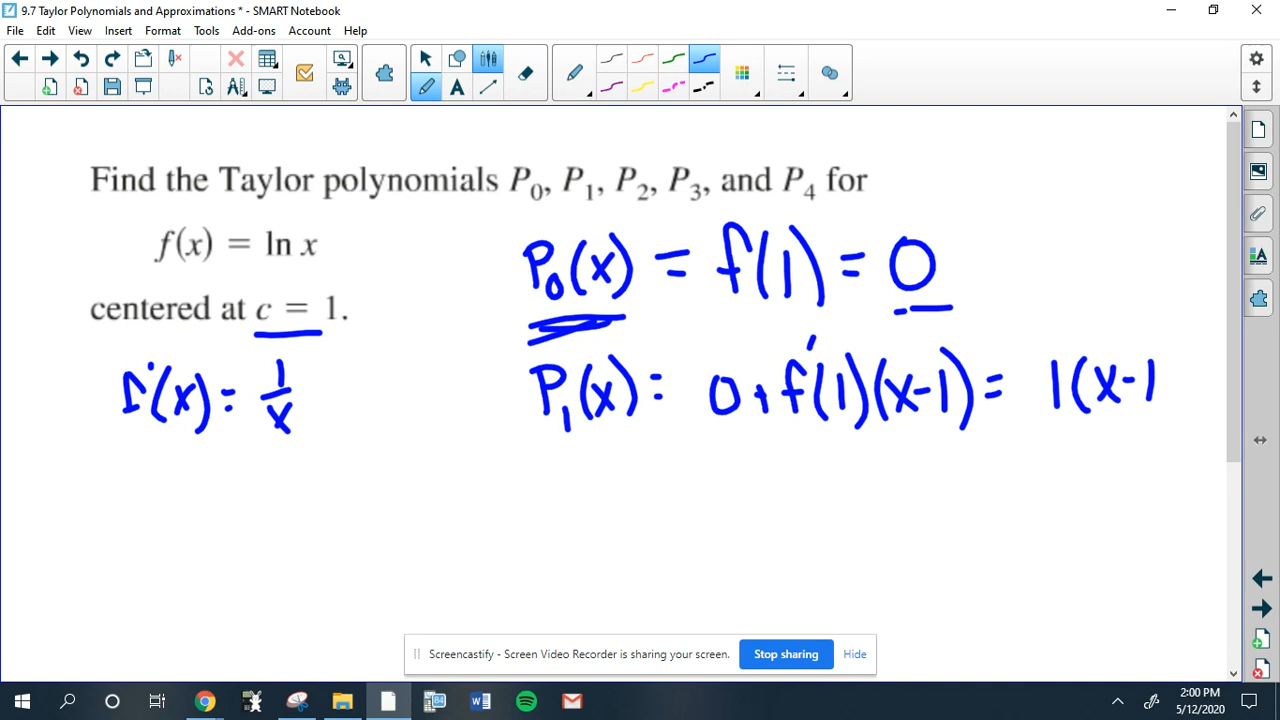 9.7 Taylor Polynomials and Approximations * - SMART Notebook
File Edit View Insert Format Tools Add-ons Account Help
Find the Taylor polynomials P₀, P₁, P₂, P₃, and P₄ for
f(x) = ln x
P₀(x) = f(1) = 0
centered at c = 1.
f'(x) = 1/x
P₁(x) = 0 + f'(1)(x-1) = 1(x-1
Screencastify - Screen Video Recorder is sharing your screen. Stop sharing Hide
2:00 PM
5/12/2020